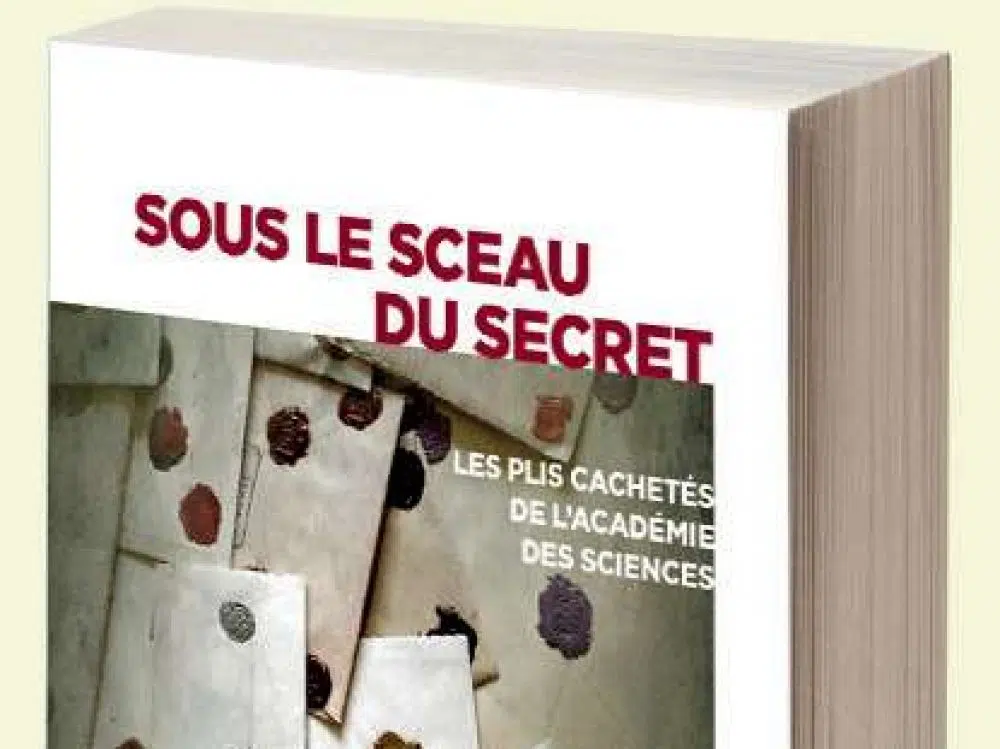 SOUS LE SCEAU
DU SECRET
LES PLIS CACHETÉS
DE L'ACADÉMIE
DES SCIENCES